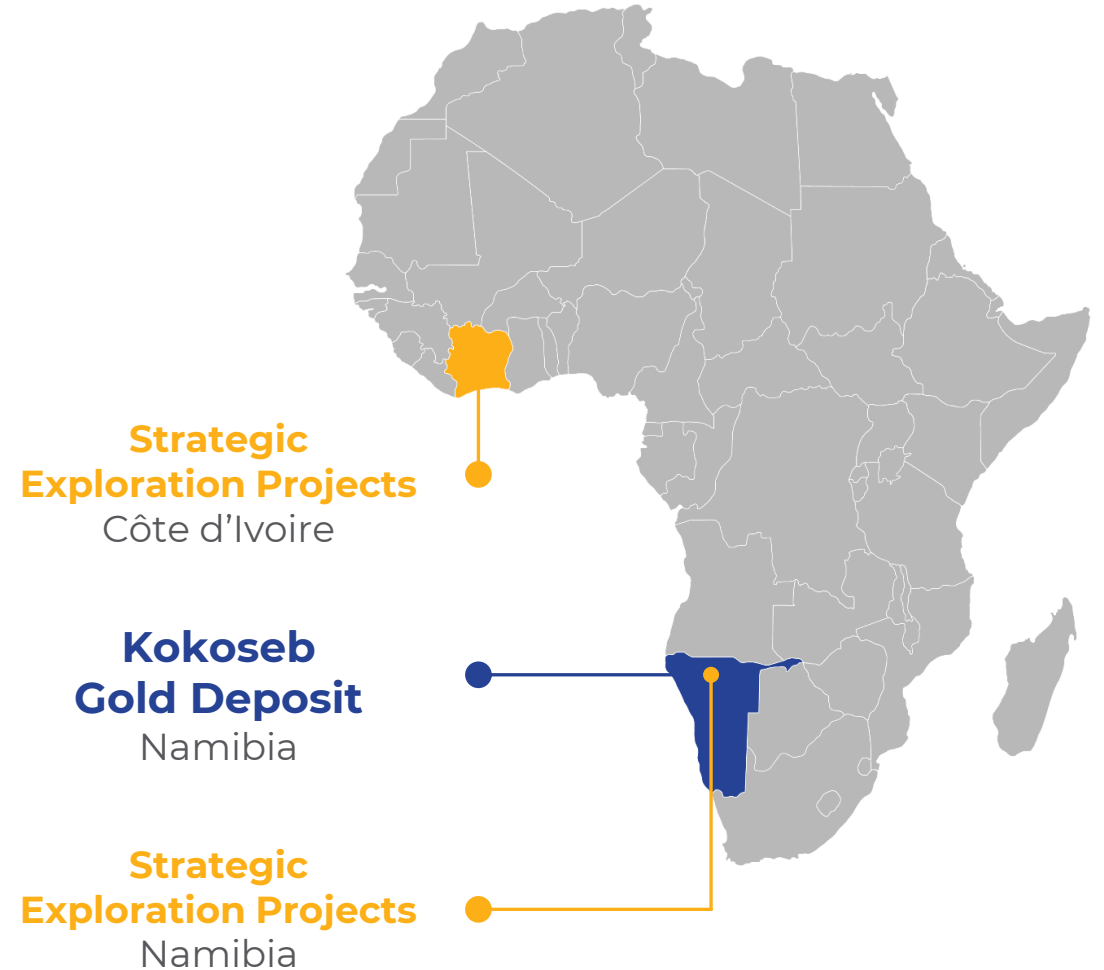 Strategic
Exploration Projects
Côte d’Ivoire
Kokoseb
Gold Deposit
Namibia
Strategic
Exploration Projects
Namibia